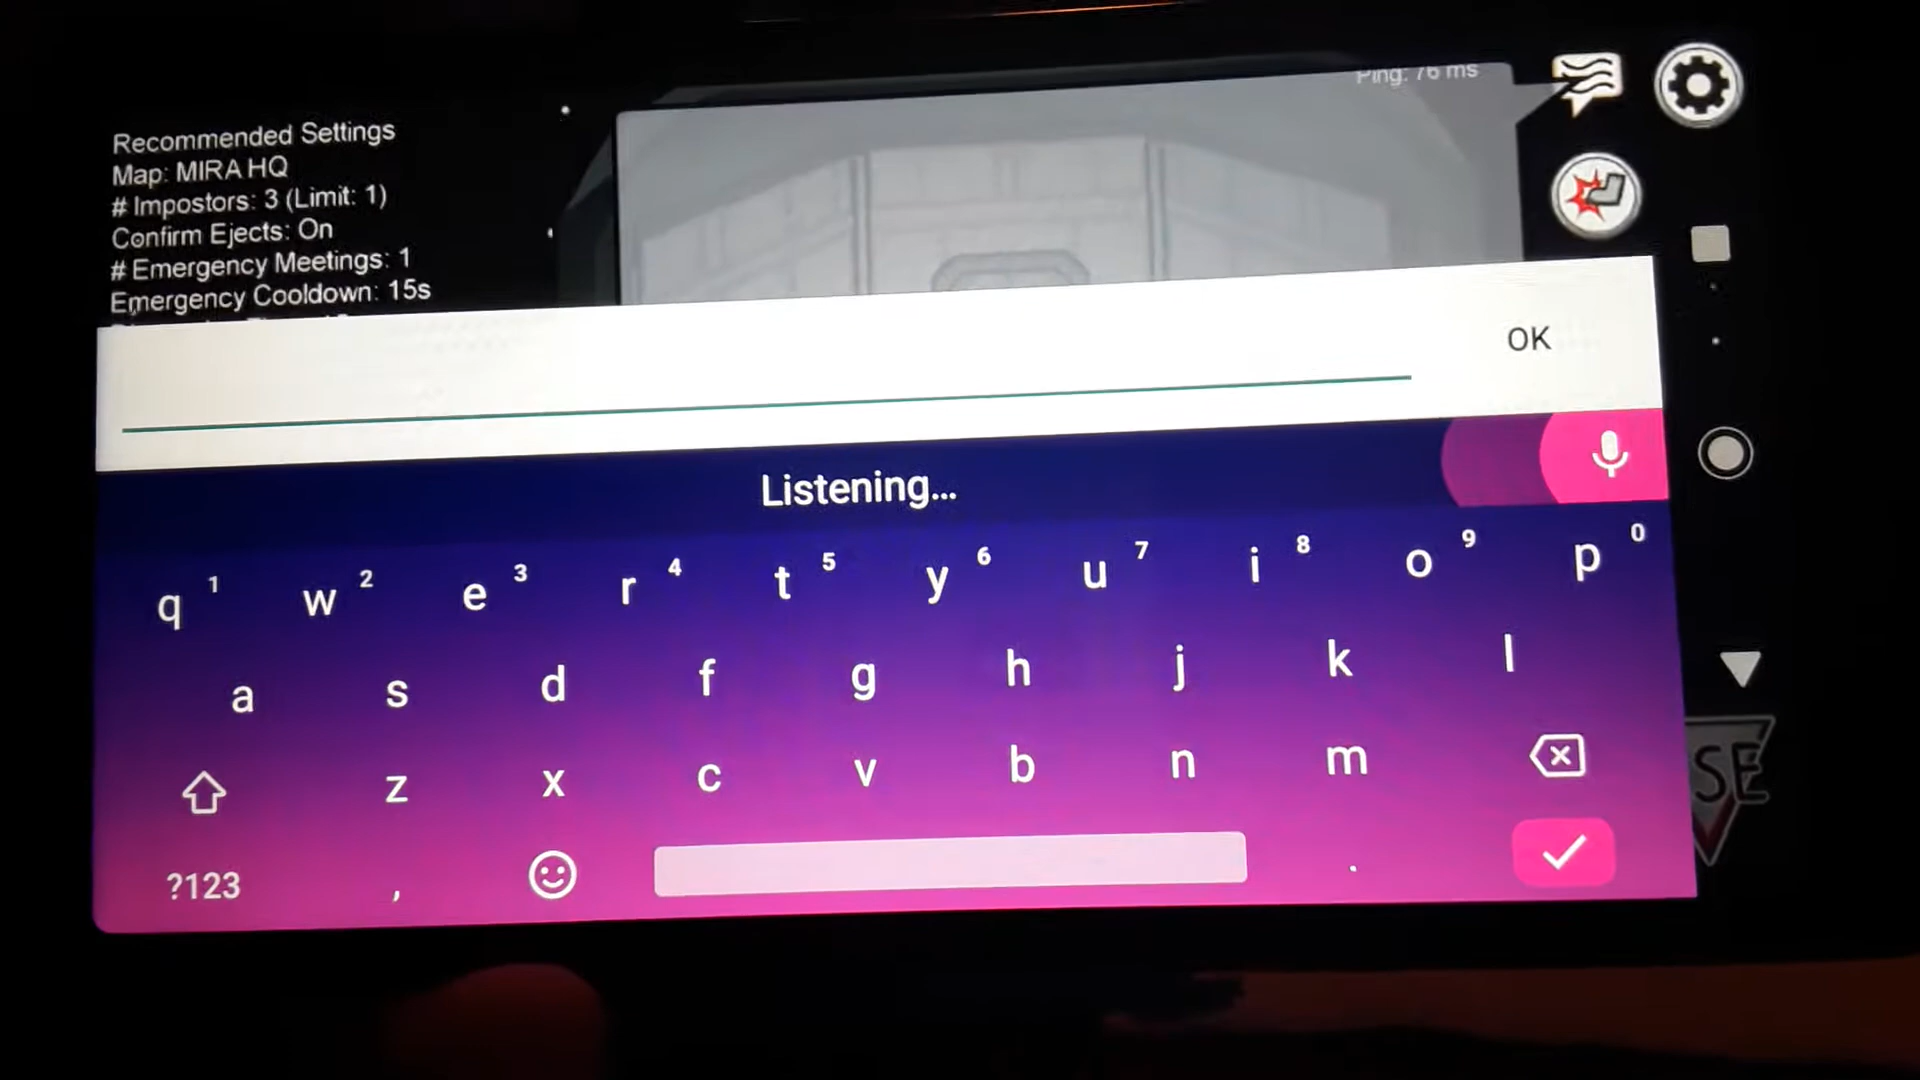 Ping: 76 ms
Recommended Settings
Map: MIRA HQ
# Impostors: 3 (Limit: 1)
Confirm Ejects: On
# Emergency Meetings: 1
Emergency Cooldown: 15s
OK
Listening...
q 1 w 2 e 3 r 4 t 5 y 6 u 7 i 8 o 9 p 0
a s d f g h j k l
z x c v b n m
SE
?123 , .